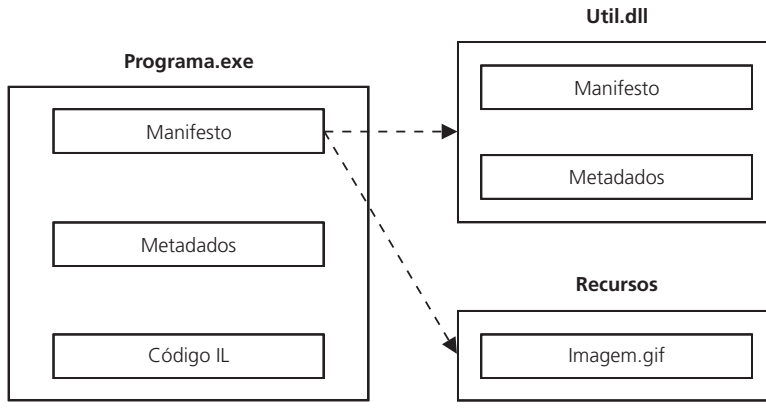 Programa.exe
Manifesto
Metadados
Código IL
Util.dll
Manifesto
Metadados
Recursos
Imagem.gif